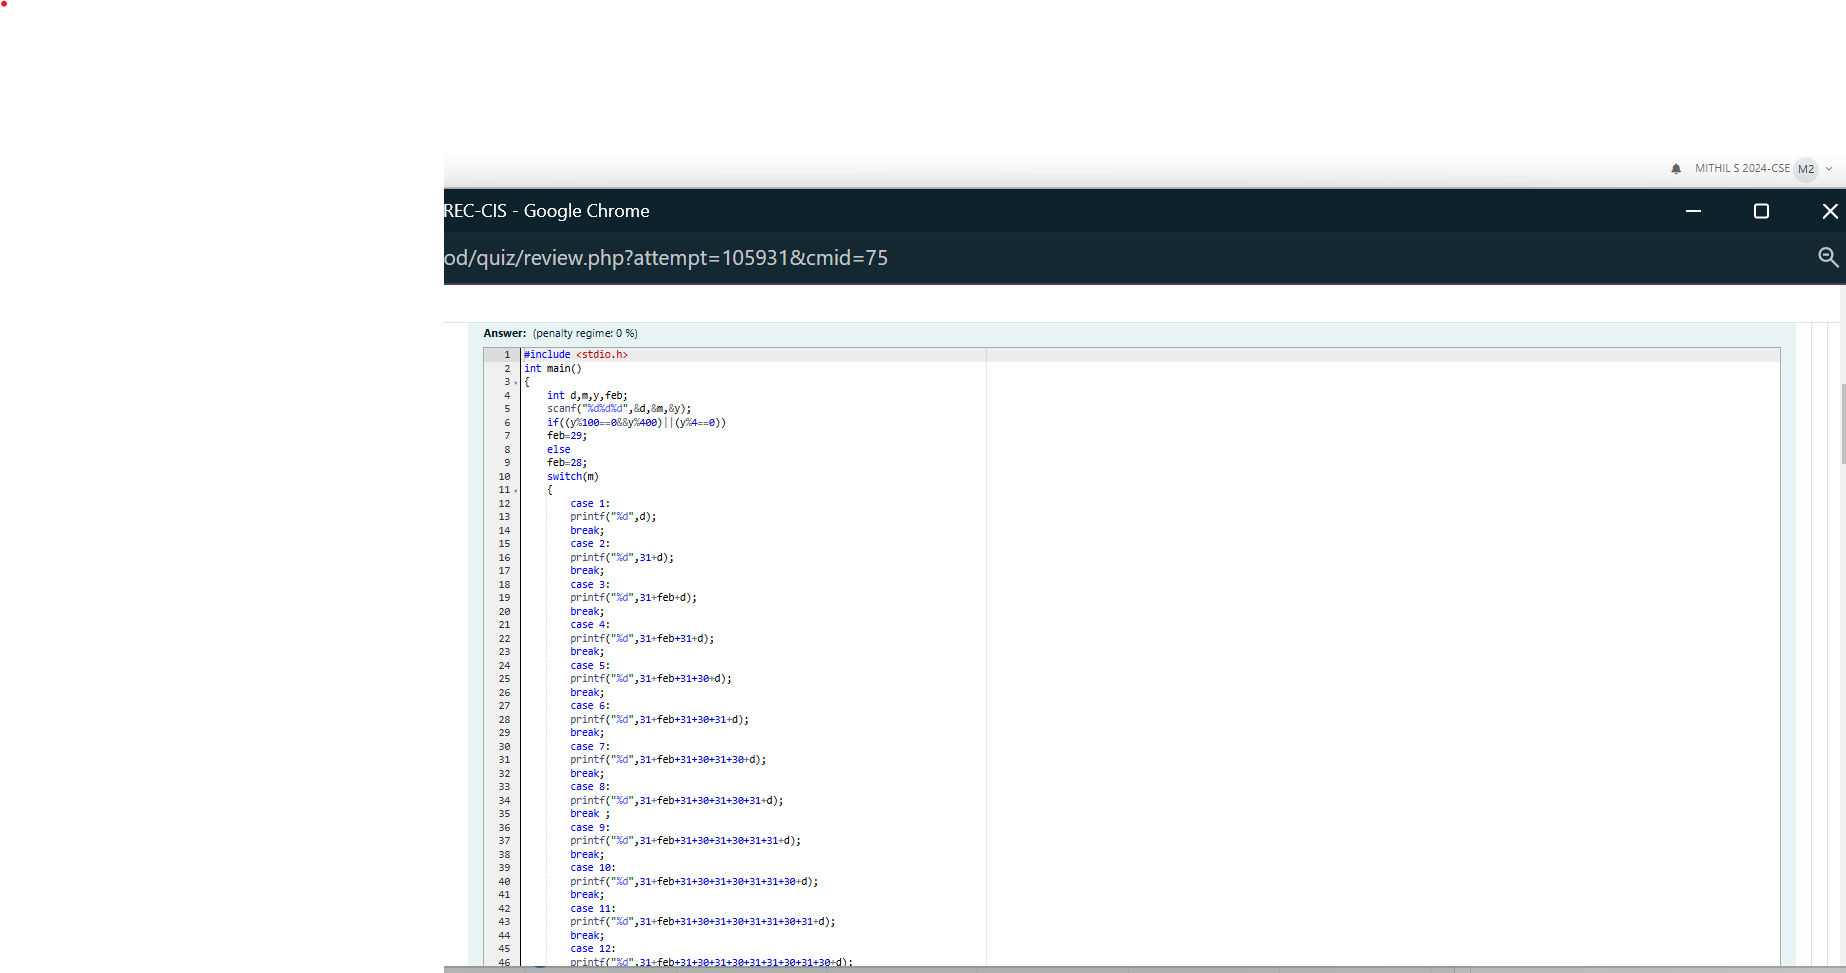 MITHIL S 2024-CSE M2
REC-CIS - Google Chrome
od/quiz/review.php?attempt=105931&cmid=75
Answer: (penalty regime: 0 %)
1 #include <stdio.h>
2 int main()
3 {
4 int d,m,y,feb;
5 scanf("%d%d%d",&d,&m,&y);
6 if((y%100==0&&y%400)||(y%4==0))
7 feb=29;
8 else
9 feb=28;
10 switch(m)
11 {
12 case 1:
13 printf("%d",d);
14 break;
15 case 2:
16 printf("%d",31+d);
17 break;
18 case 3:
19 printf("%d",31+feb+d);
20 break;
21 case 4:
22 printf("%d",31+feb+31+d);
23 break;
24 case 5:
25 printf("%d",31+feb+31+30+d);
26 break;
27 case 6:
28 printf("%d",31+feb+31+30+31+d);
29 break;
30 case 7:
31 printf("%d",31+feb+31+30+31+30+d);
32 break;
33 case 8:
34 printf("%d",31+feb+31+30+31+30+31+d);
35 break ;
36 case 9:
37 printf("%d",31+feb+31+30+31+30+31+31+d);
38 break;
39 case 10:
40 printf("%d",31+feb+31+30+31+30+31+31+30+d);
41 break;
42 case 11:
43 printf("%d",31+feb+31+30+31+30+31+31+30+31+d);
44 break;
45 case 12:
46 printf("%d",31+feb+31+30+31+30+31+31+30+31+30+d);